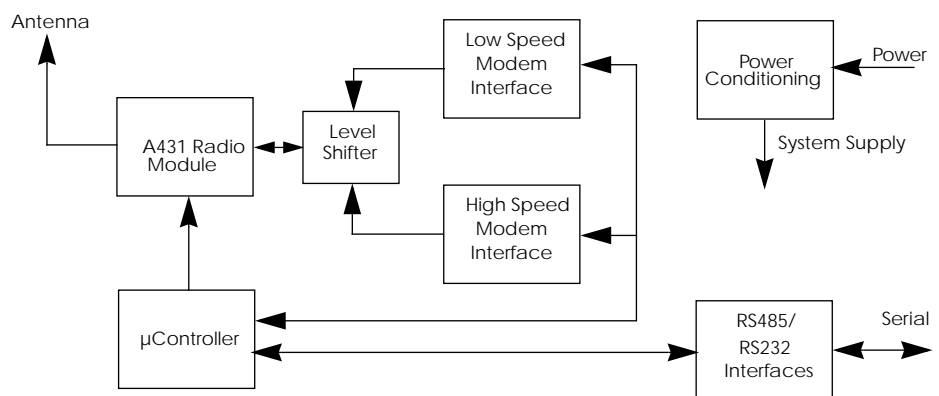 Antenna
A431 Radio
Module
Level
Shifter
Low Speed
Modem
Interface
High Speed
Modem
Interface
Power
Conditioning
Power
System Supply
µController
RS485/
RS232
Interfaces
Serial